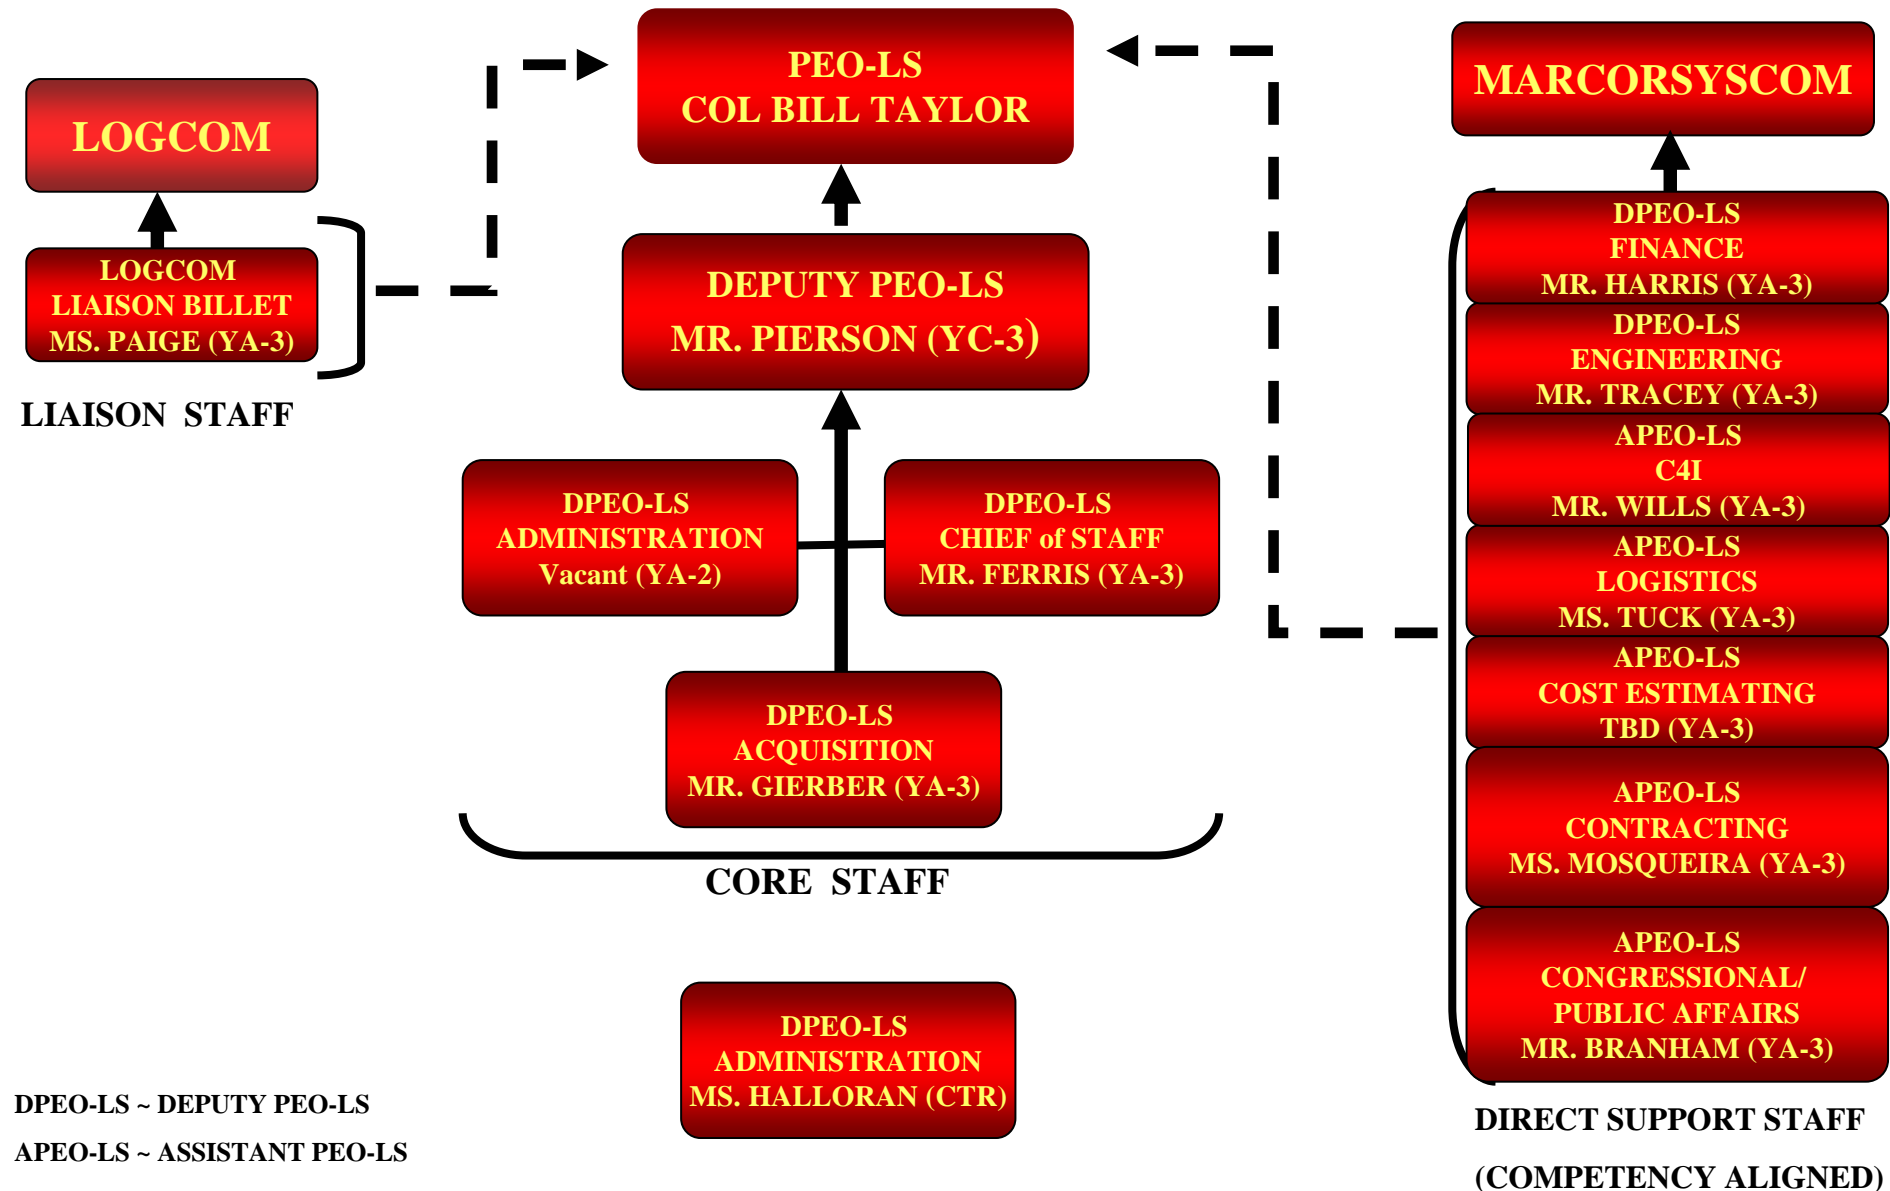 PEO-LS
COL BILL TAYLOR
MARCORSYSCOM
LOGCOM
LOGCOM
LIAISON BILLET
MS. PAIGE (YA-3)
LIAISON STAFF
DEPUTY PEO-LS
MR. PIERSON (YC-3)
DPEO-LS
ADMINISTRATION
Vacant (YA-2)
DPEO-LS
CHIEF of STAFF
MR. FERRIS (YA-3)
DPEO-LS
ACQUISITION
MR. GIERBER (YA-3)
CORE STAFF
DPEO-LS
ADMINISTRATION
MS. HALLORAN (CTR)
DPEO-LS
FINANCE
MR. HARRIS (YA-3)
DPEO-LS
ENGINEERING
MR. TRACEY (YA-3)
APEO-LS
C4I
MR. WILLS (YA-3)
APEO-LS
LOGISTICS
MS. TUCK (YA-3)
APEO-LS
COST ESTIMATING
TBD (YA-3)
APEO-LS
CONTRACTING
MS. MOSQUEIRA (YA-3)
APEO-LS
CONGRESSIONAL/
PUBLIC AFFAIRS
MR. BRANHAM (YA-3)
DIRECT SUPPORT STAFF
(COMPETENCY ALIGNED)
DPEO-LS ~ DEPUTY PEO-LS
APEO-LS ~ ASSISTANT PEO-LS